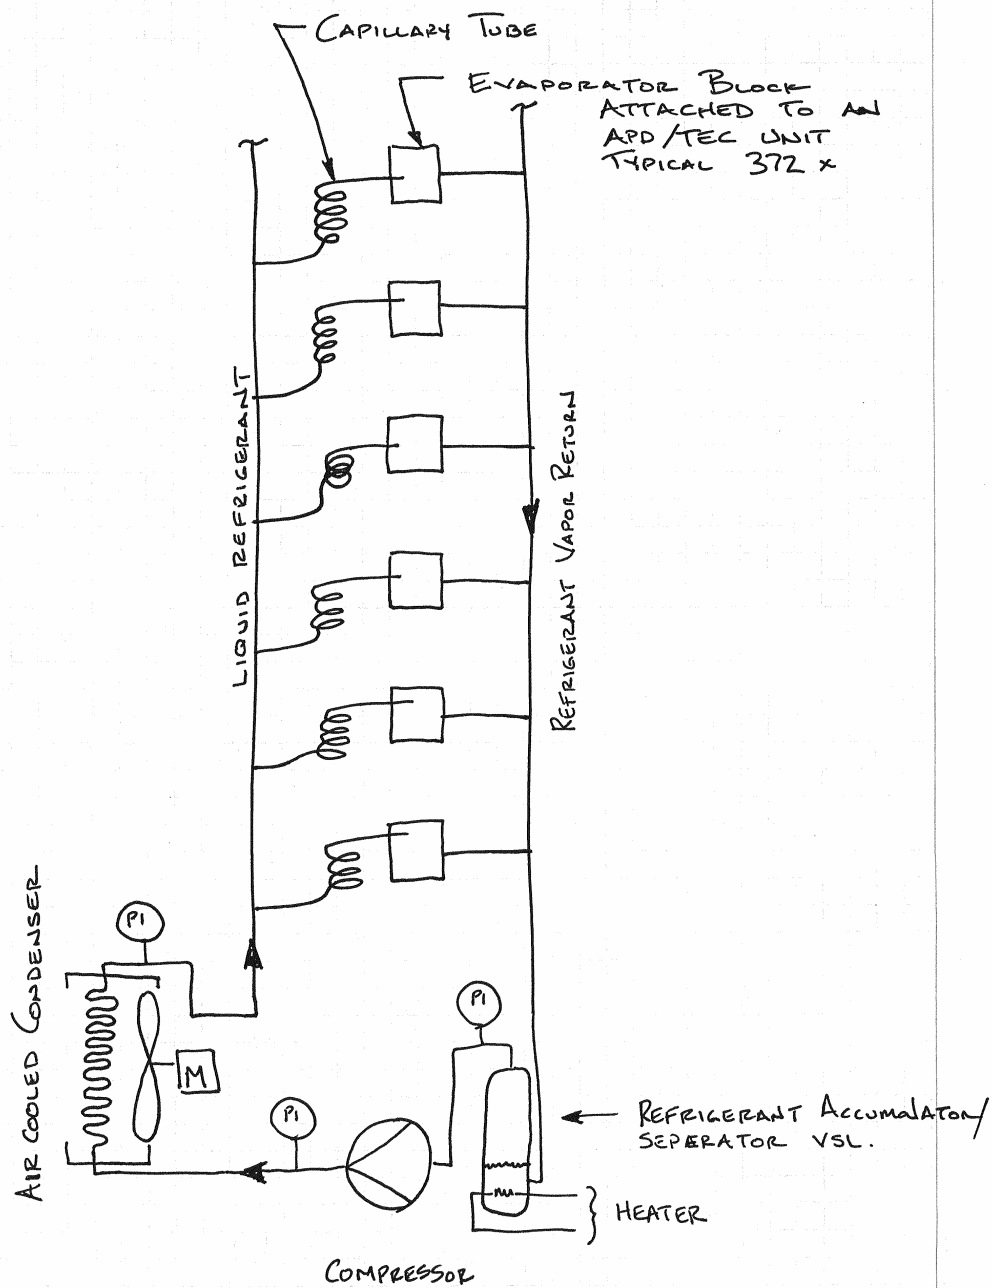 CAPILLARY TUBE
EVAPORATOR BLOCK
ATTACHED TO AN
APD/TEC UNIT
TYPICAL 372 x
LIQUID REFRIGERANT
REFRIGERANT VAPOR RETURN
AIR COOLED CONDENSER
PI
PI
PI
M
REFRIGERANT ACCUMALATOR/
SEPERATOR VSL.
HEATER
COMPRESSOR